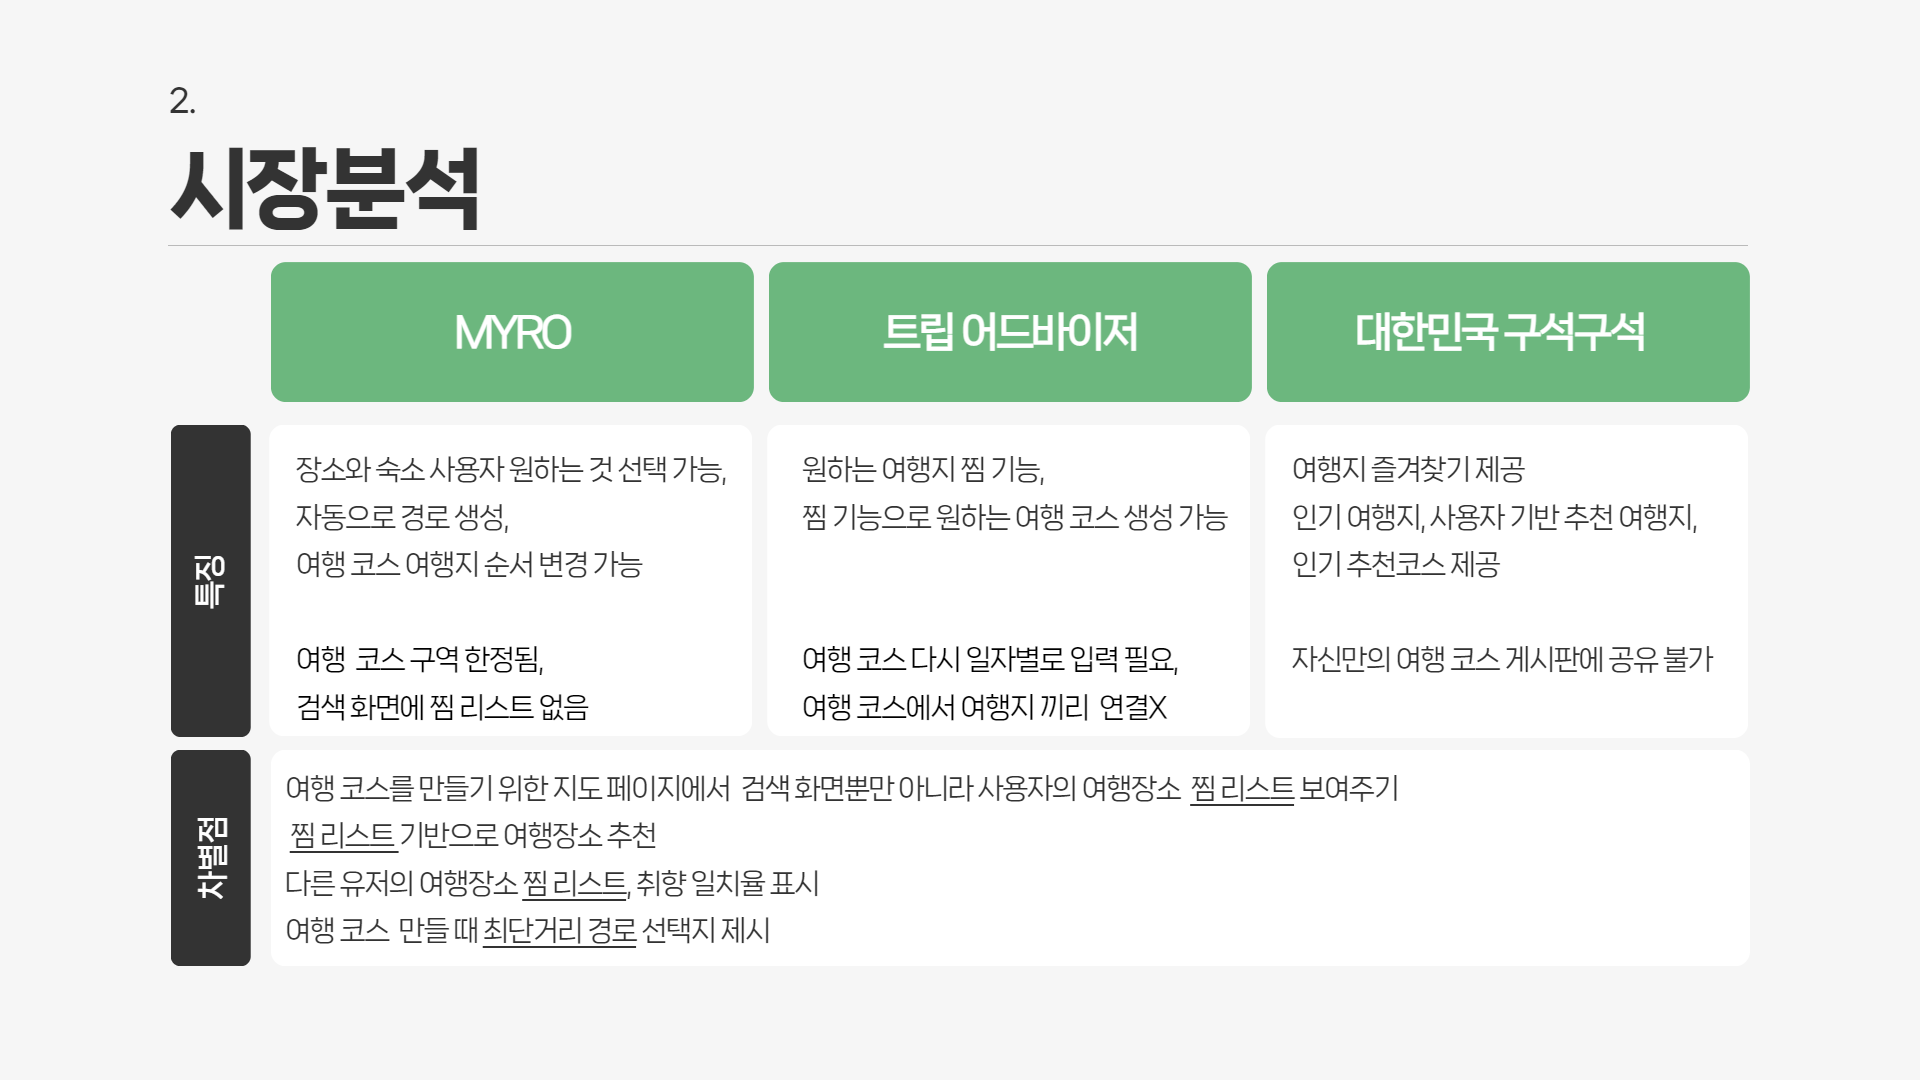 2.
시장분석
MYRO
트립 어드바이저
대한민국 구석구석
특징
장소와 숙소 사용자 원하는 것 선택 가능,
자동으로 경로 생성,
여행 코스 여행지 순서 변경 가능
여행 코스 구역 한정됨,
검색 화면에 찜 리스트 없음
원하는 여행지 찜 기능,
찜 기능으로 원하는 여행 코스 생성 가능
여행 코스 다시 일자별로 입력 필요,
여행 코스에서 여행지 끼리 연결X
여행지 즐겨찾기 제공
인기 여행지, 사용자 기반 추천 여행지,
인기 추천코스 제공
자신만의 여행 코스 게시판에 공유 불가
차별점
여행 코스를 만들기 위한 지도 페이지에서 검색 화면뿐만 아니라 사용자의 여행장소 찜 리스트 보여주기
찜 리스트 기반으로 여행장소 추천
다른 유저의 여행장소 찜 리스트, 취향 일치율 표시
여행 코스 만들 때 최단거리 경로 선택지 제시